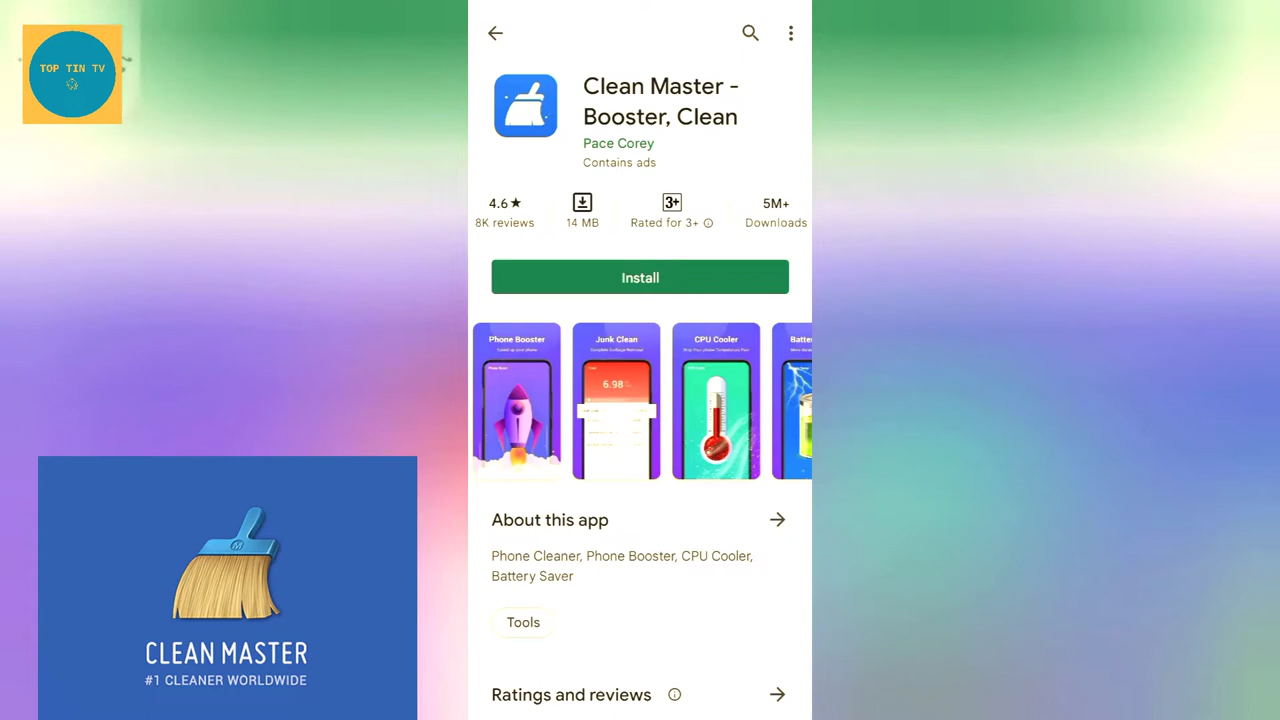 TOP TIN TV
Clean Master -
Booster, Clean
Pace Corey
Contains ads
4.6★
8K reviews
14 MB
3+
Rated for 3+
5M+
Downloads
Install
Phone Booster
Junk Clean
6.98
CPU Cooler
Batte
About this app
Phone Cleaner, Phone Booster, CPU Cooler,
Battery Saver
Tools
Ratings and reviews
CLEAN MASTER
#1 CLEANER WORLDWIDE